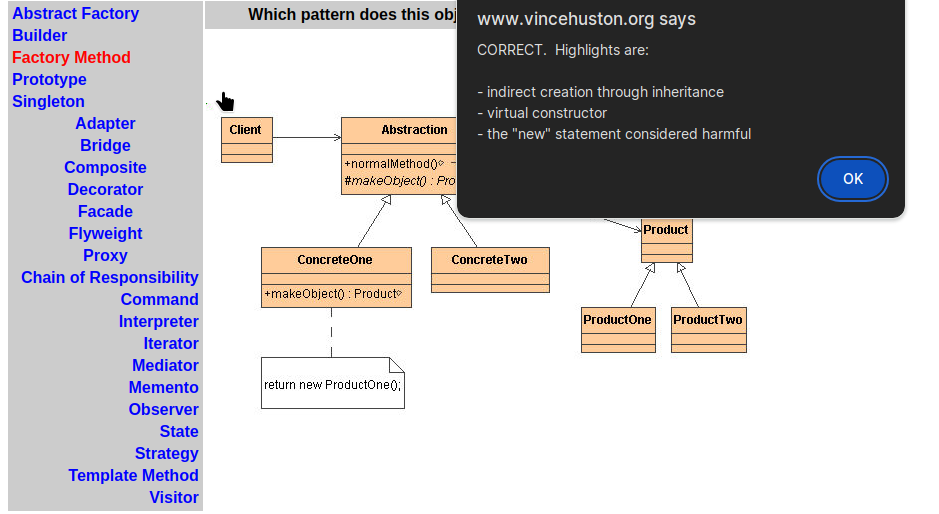 Abstract Factory
Builder
Factory Method
Prototype
Singleton
Adapter
Bridge
Composite
Decorator
Facade
Flyweight
Proxy
Chain of Responsibility
Command
Interpreter
Iterator
Mediator
Memento
Observer
State
Strategy
Template Method
Visitor
Which pattern does this obj
www.vincehuston.org says
CORRECT.  Highlights are:
- indirect creation through inheritance
- virtual constructor
- the "new" statement considered harmful
OK
Client
Abstraction
+normalMethod()
#makeObject() : Pro
Product
ConcreteOne
+makeObject() : Product
ConcreteTwo
ProductOne
ProductTwo
return new ProductOne();